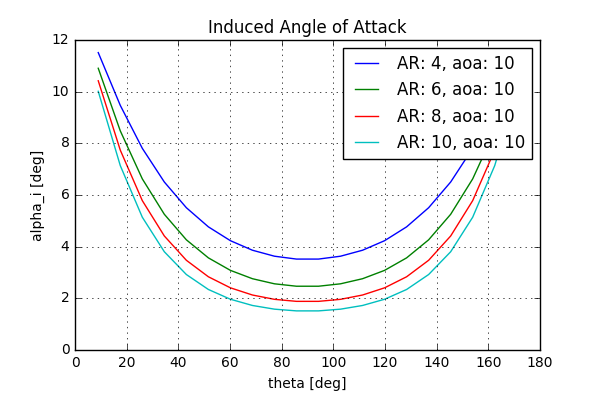 Induced Angle of Attack
12
10
8
6
4
2
0
alpha_i [deg]
AR: 4, aoa: 10
AR: 6, aoa: 10
AR: 8, aoa: 10
AR: 10, aoa: 10
0 20 40 60 80 100 120 140 160 180
theta [deg]